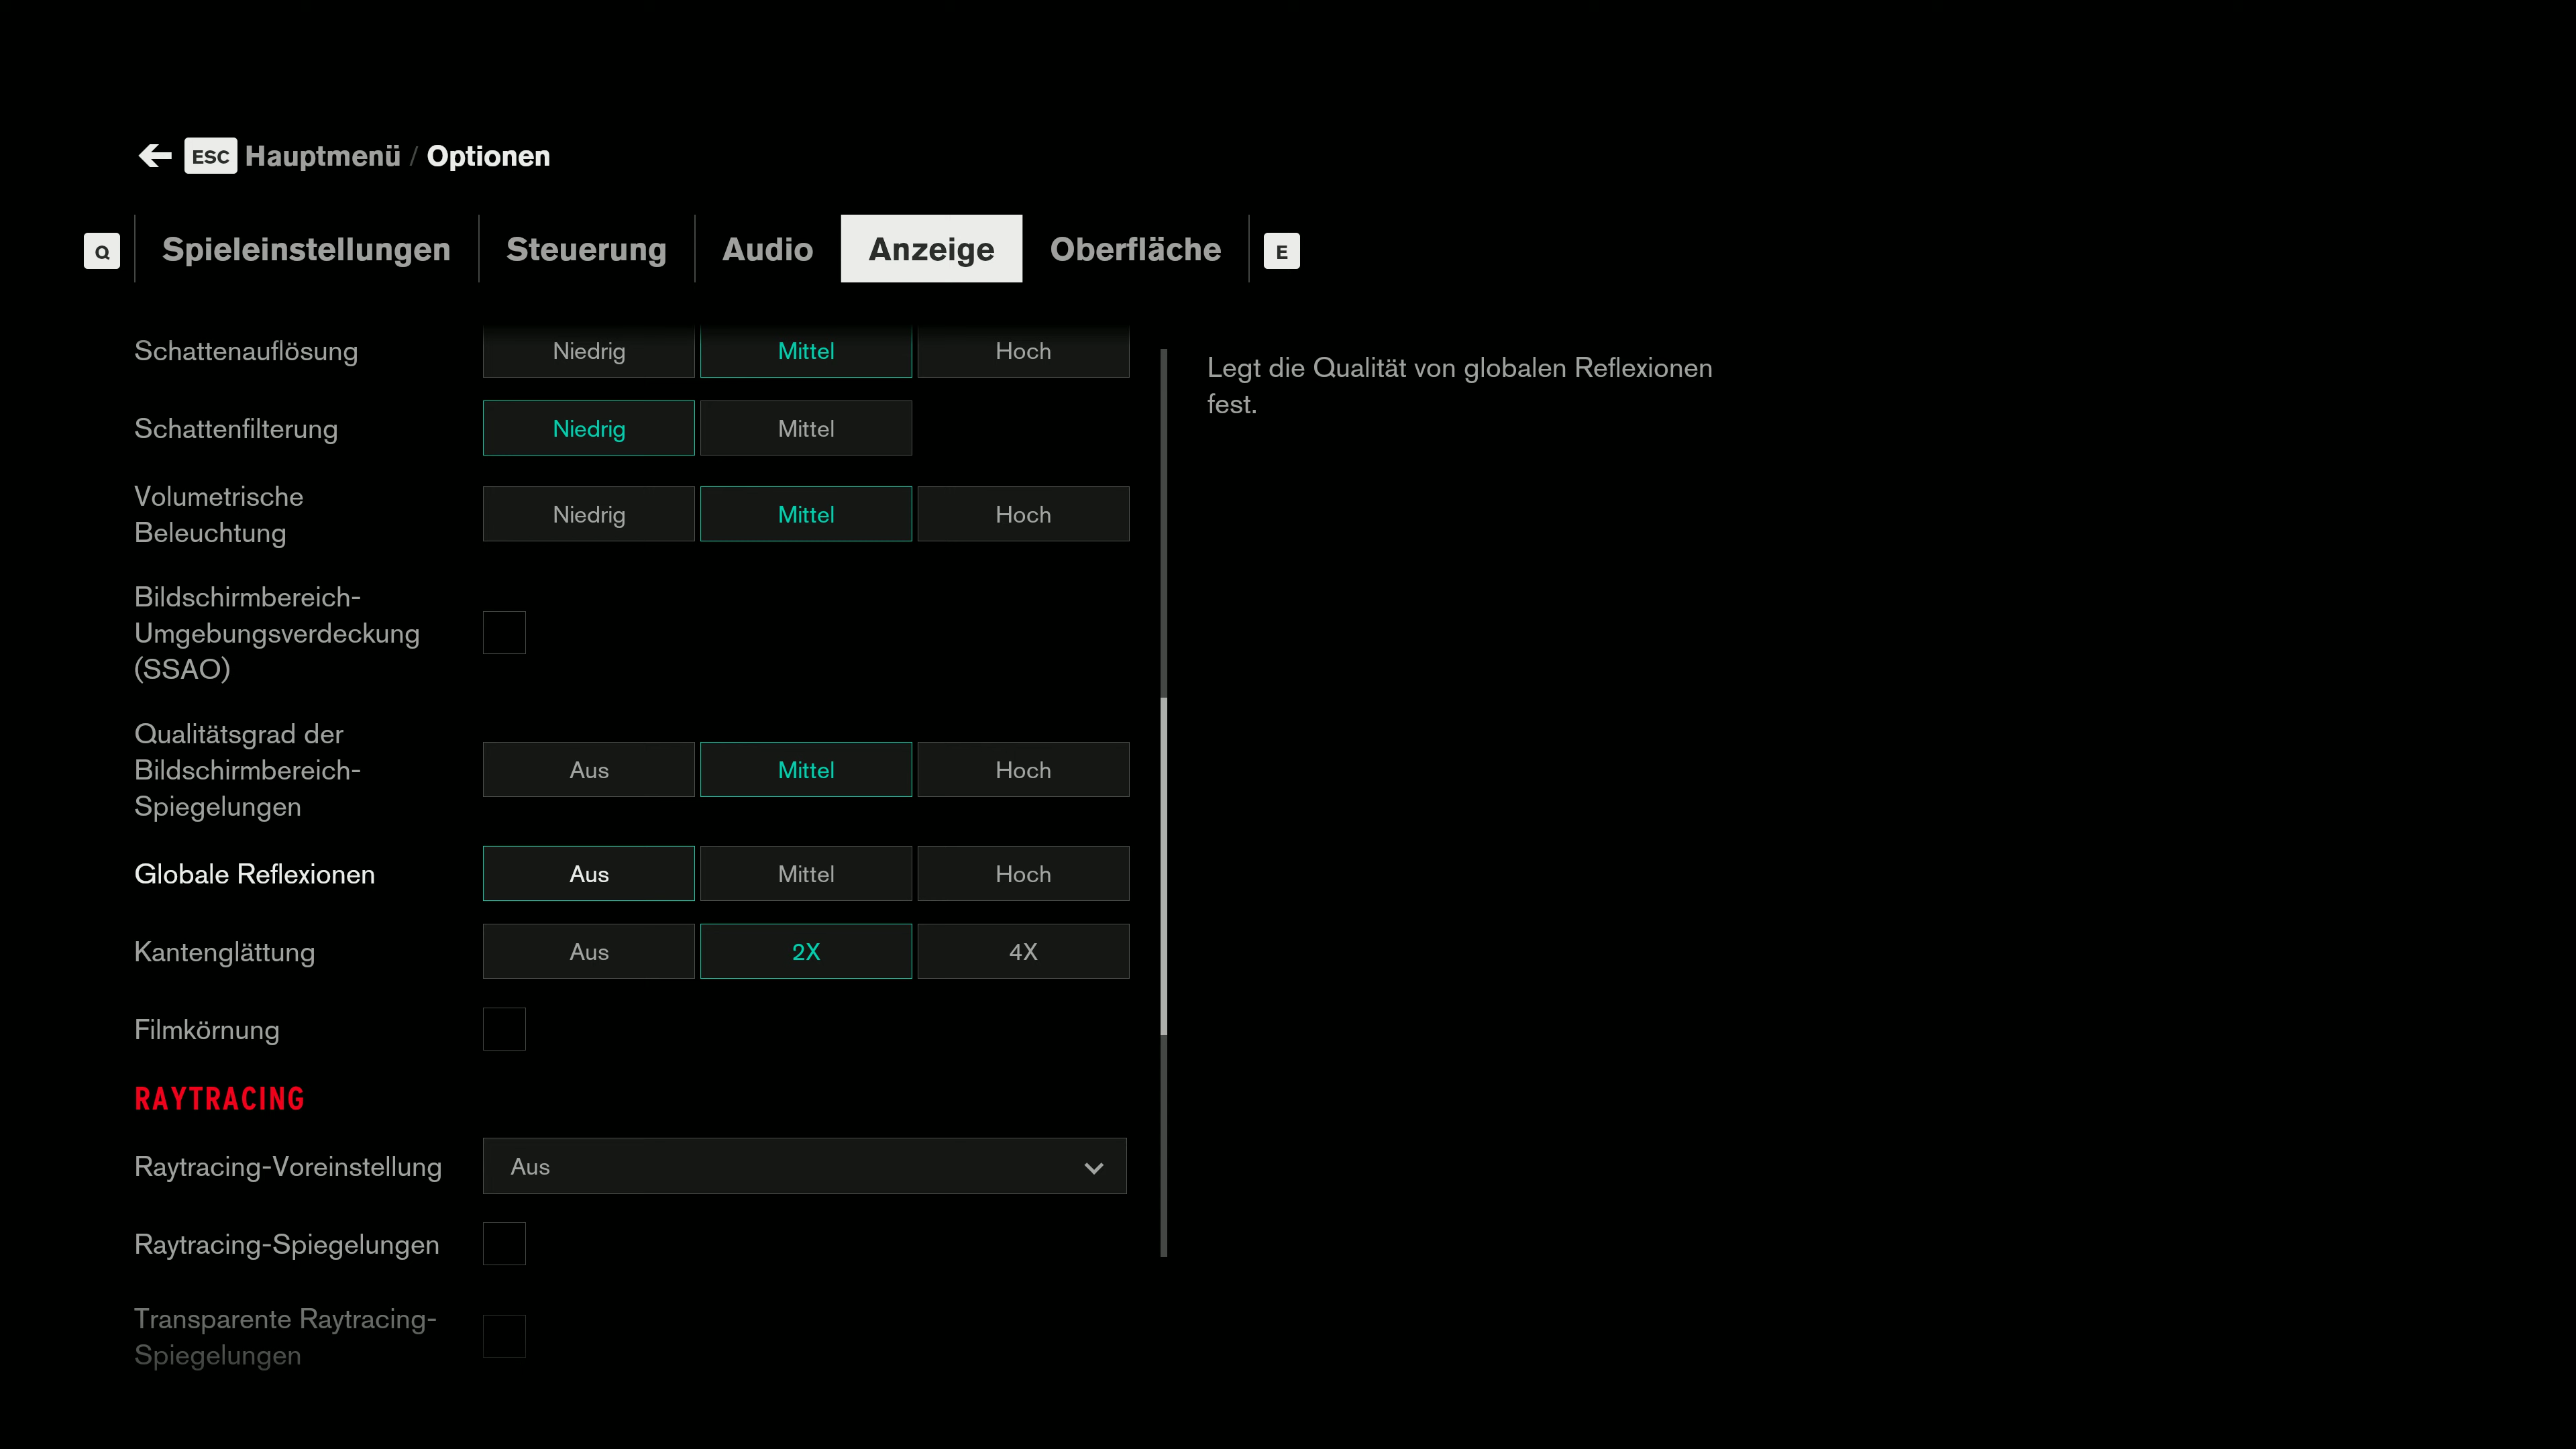 ESC Hauptmenü / Optionen
Q Spieleinstellungen Steuerung Audio Anzeige Oberfläche E
Schattenauflösung Niedrig Mittel Hoch
Legt die Qualität von globalen Reflexionen
fest.
Schattenfilterung Niedrig Mittel
Volumetrische
Beleuchtung
Niedrig Mittel Hoch
Bildschirmbereich-
Umgebungsverdeckung
(SSAO)
Qualitätsgrad der
Bildschirmbereich-
Spiegelungen
Aus Mittel Hoch
Globale Reflexionen Aus Mittel Hoch
Kantenglättung Aus 2X 4X
Filmkörnung
RAYTRACING
Raytracing-Voreinstellung Aus
Raytracing-Spiegelungen
Transparente Raytracing-
Spiegelungen